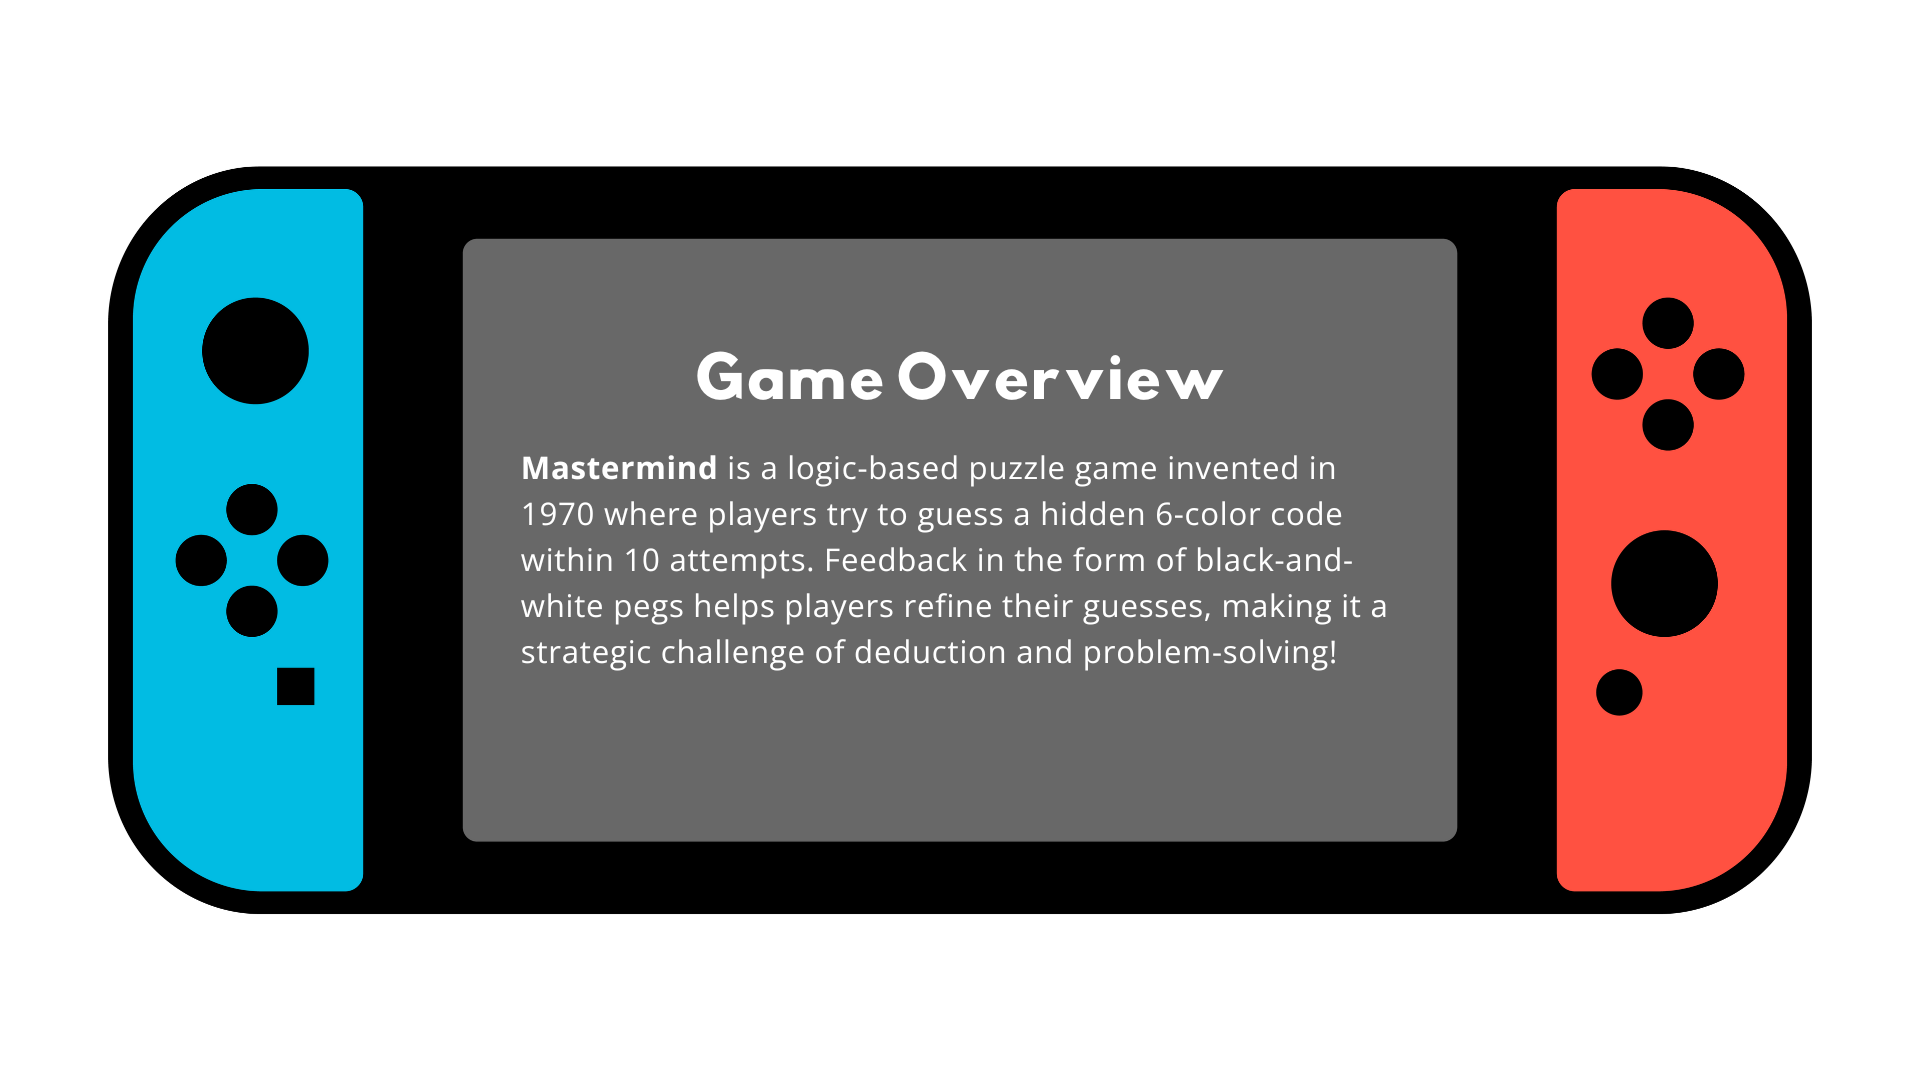 Game Overview
Mastermind is a logic-based puzzle game invented in
1970 where players try to guess a hidden 6-color code
within 10 attempts. Feedback in the form of black-and-
white pegs helps players refine their guesses, making it a
strategic challenge of deduction and problem-solving!